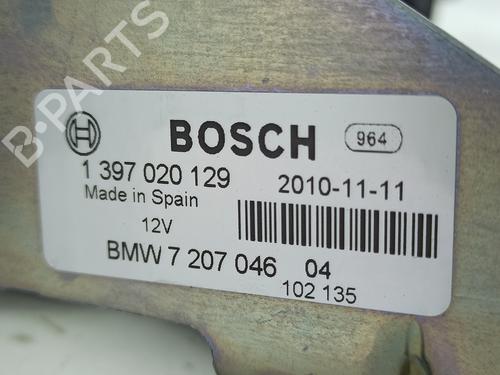 B-PARTS
BOSCH 964
1 397 020 129 2010-11-11
Made in Spain
12V
BMW 7 207 046 04
102 135